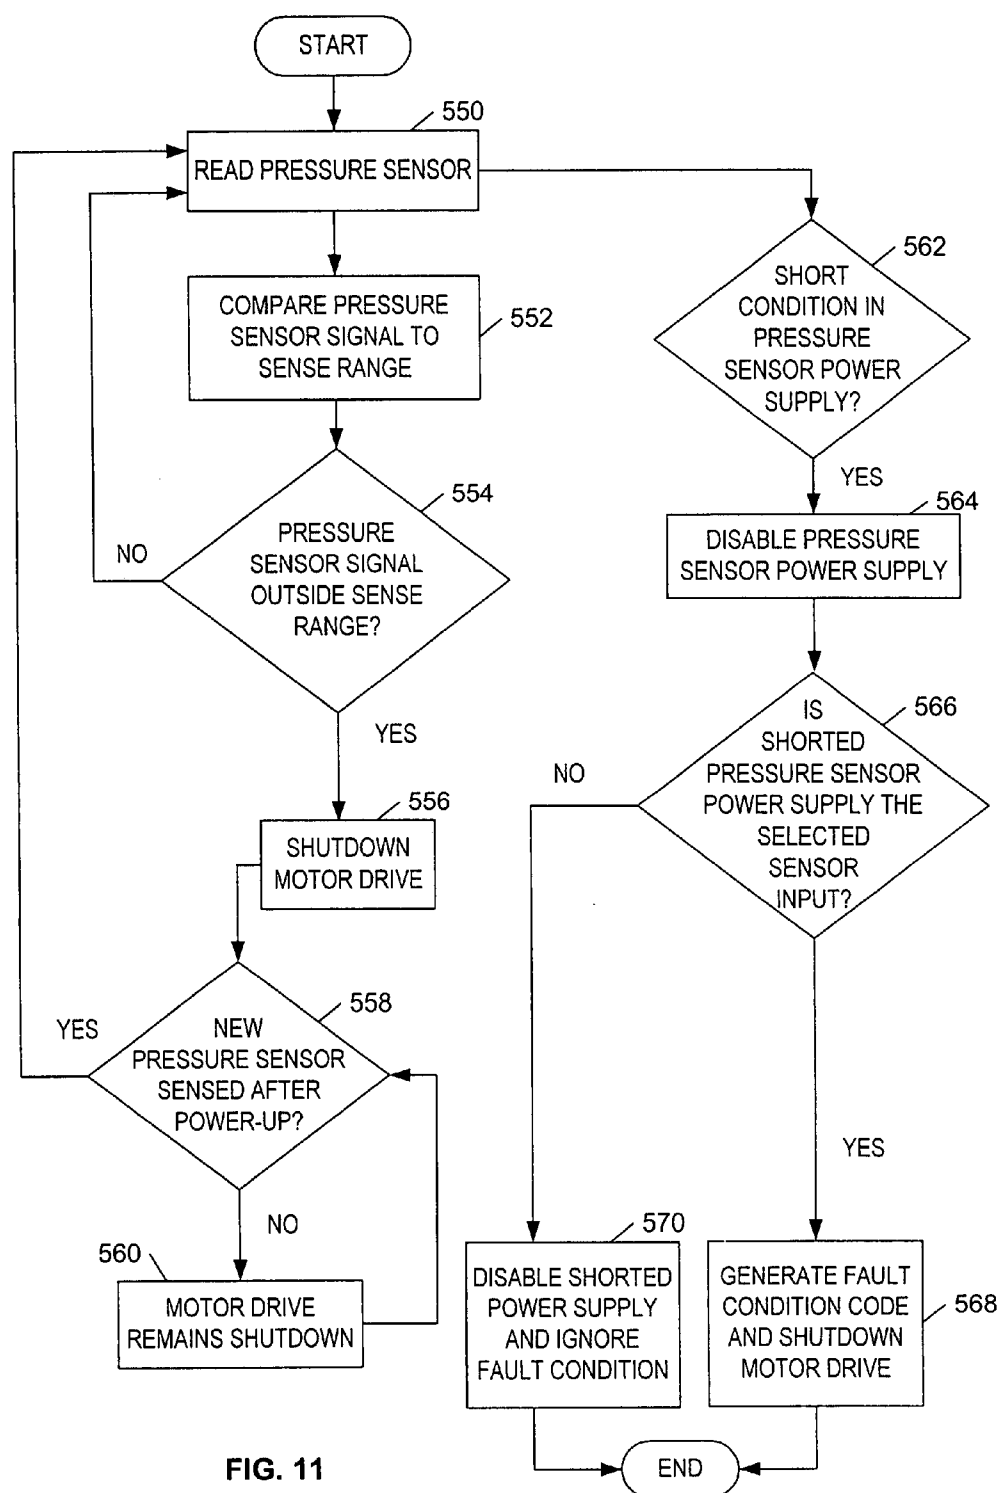 START
550
READ PRESSURE SENSOR
COMPARE PRESSURE
SENSOR SIGNAL TO
SENSE RANGE
552
554
PRESSURE
SENSOR SIGNAL
OUTSIDE SENSE
RANGE?
NO
YES
556
SHUTDOWN
MOTOR DRIVE
558
NEW
PRESSURE SENSOR
SENSED AFTER
POWER-UP?
YES
NO
560
MOTOR DRIVE
REMAINS SHUTDOWN
562
SHORT
CONDITION IN
PRESSURE
SENSOR POWER
SUPPLY?
YES
564
DISABLE PRESSURE
SENSOR POWER SUPPLY
566
IS
SHORTED
PRESSURE SENSOR
POWER SUPPLY THE
SELECTED
SENSOR
INPUT?
NO
YES
570
DISABLE SHORTED
POWER SUPPLY
AND IGNORE
FAULT CONDITION
GENERATE FAULT
CONDITION CODE
AND SHUTDOWN
MOTOR DRIVE
568
END
FIG. 11